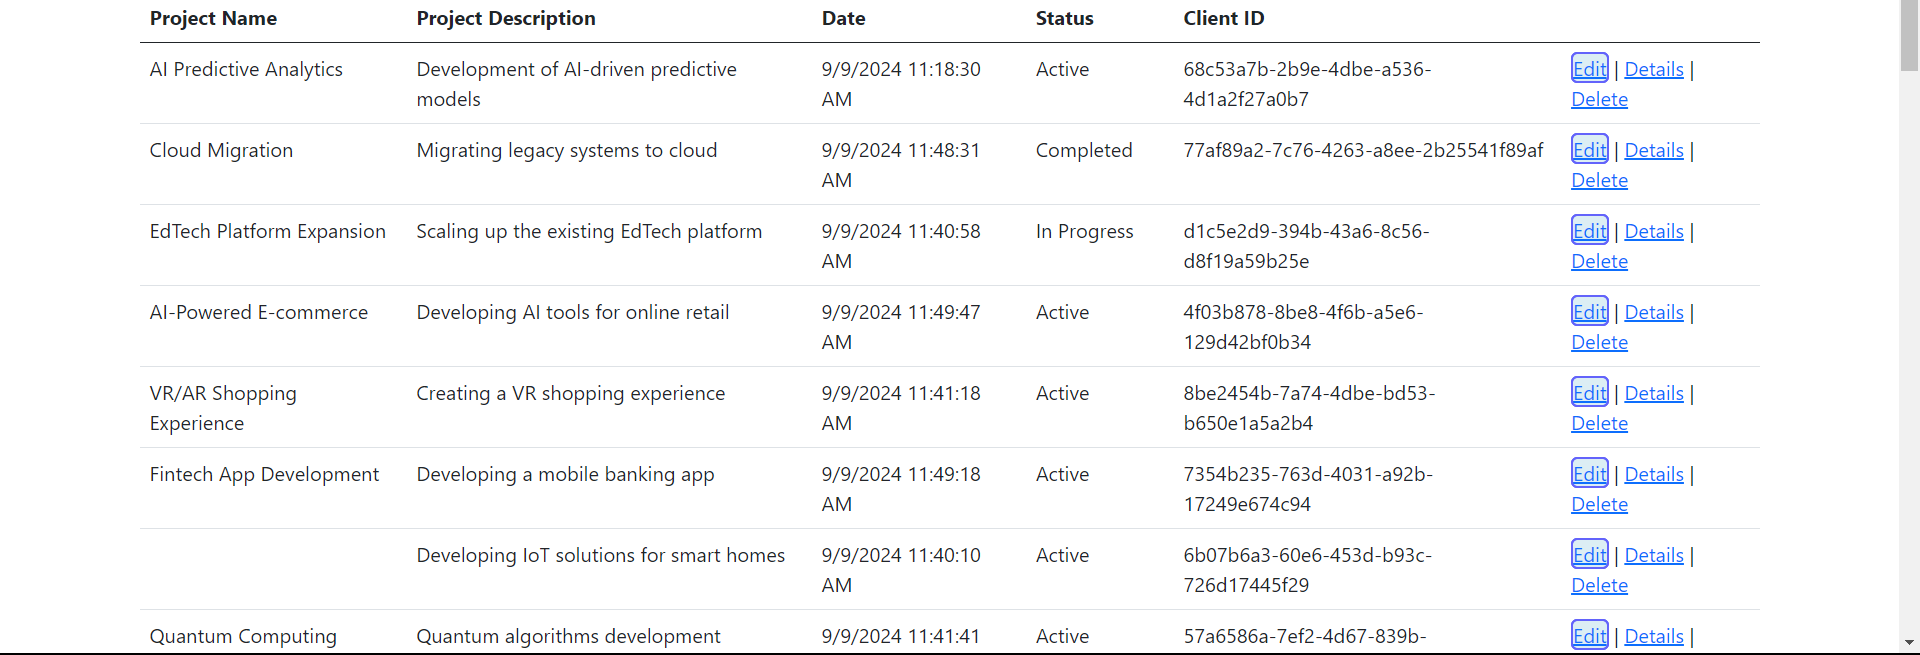 Project Name Project Description Date Status Client ID
AI Predictive Analytics Development of AI-driven predictive 9/9/2024 11:18:30 Active 68c53a7b-2b9e-4dbe-a536- Edit | Details |
models AM 4d1a2f27a0b7 Delete
Cloud Migration Migrating legacy systems to cloud 9/9/2024 11:48:31 Completed 77af89a2-7c76-4263-a8ee-2b25541f89af Edit | Details |
AM Delete
EdTech Platform Expansion Scaling up the existing EdTech platform 9/9/2024 11:40:58 In Progress d1c5e2d9-394b-43a6-8c56- Edit | Details |
AM d8f19a59b25e Delete
AI-Powered E-commerce Developing AI tools for online retail 9/9/2024 11:49:47 Active 4f03b878-8be8-4f6b-a5e6- Edit | Details |
AM 129d42bf0b34 Delete
VR/AR Shopping Creating a VR shopping experience 9/9/2024 11:41:18 Active 8be2454b-7a74-4dbe-bd53- Edit | Details |
Experience AM b650e1a5a2b4 Delete
Fintech App Development Developing a mobile banking app 9/9/2024 11:49:18 Active 7354b235-763d-4031-a92b- Edit | Details |
AM 17249e674c94 Delete
Developing IoT solutions for smart homes 9/9/2024 11:40:10 Active 6b07b6a3-60e6-453d-b93c- Edit | Details |
AM 726d17445f29 Delete
Quantum Computing Quantum algorithms development 9/9/2024 11:41:41 Active 57a6586a-7ef2-4d67-839b- Edit | Details |